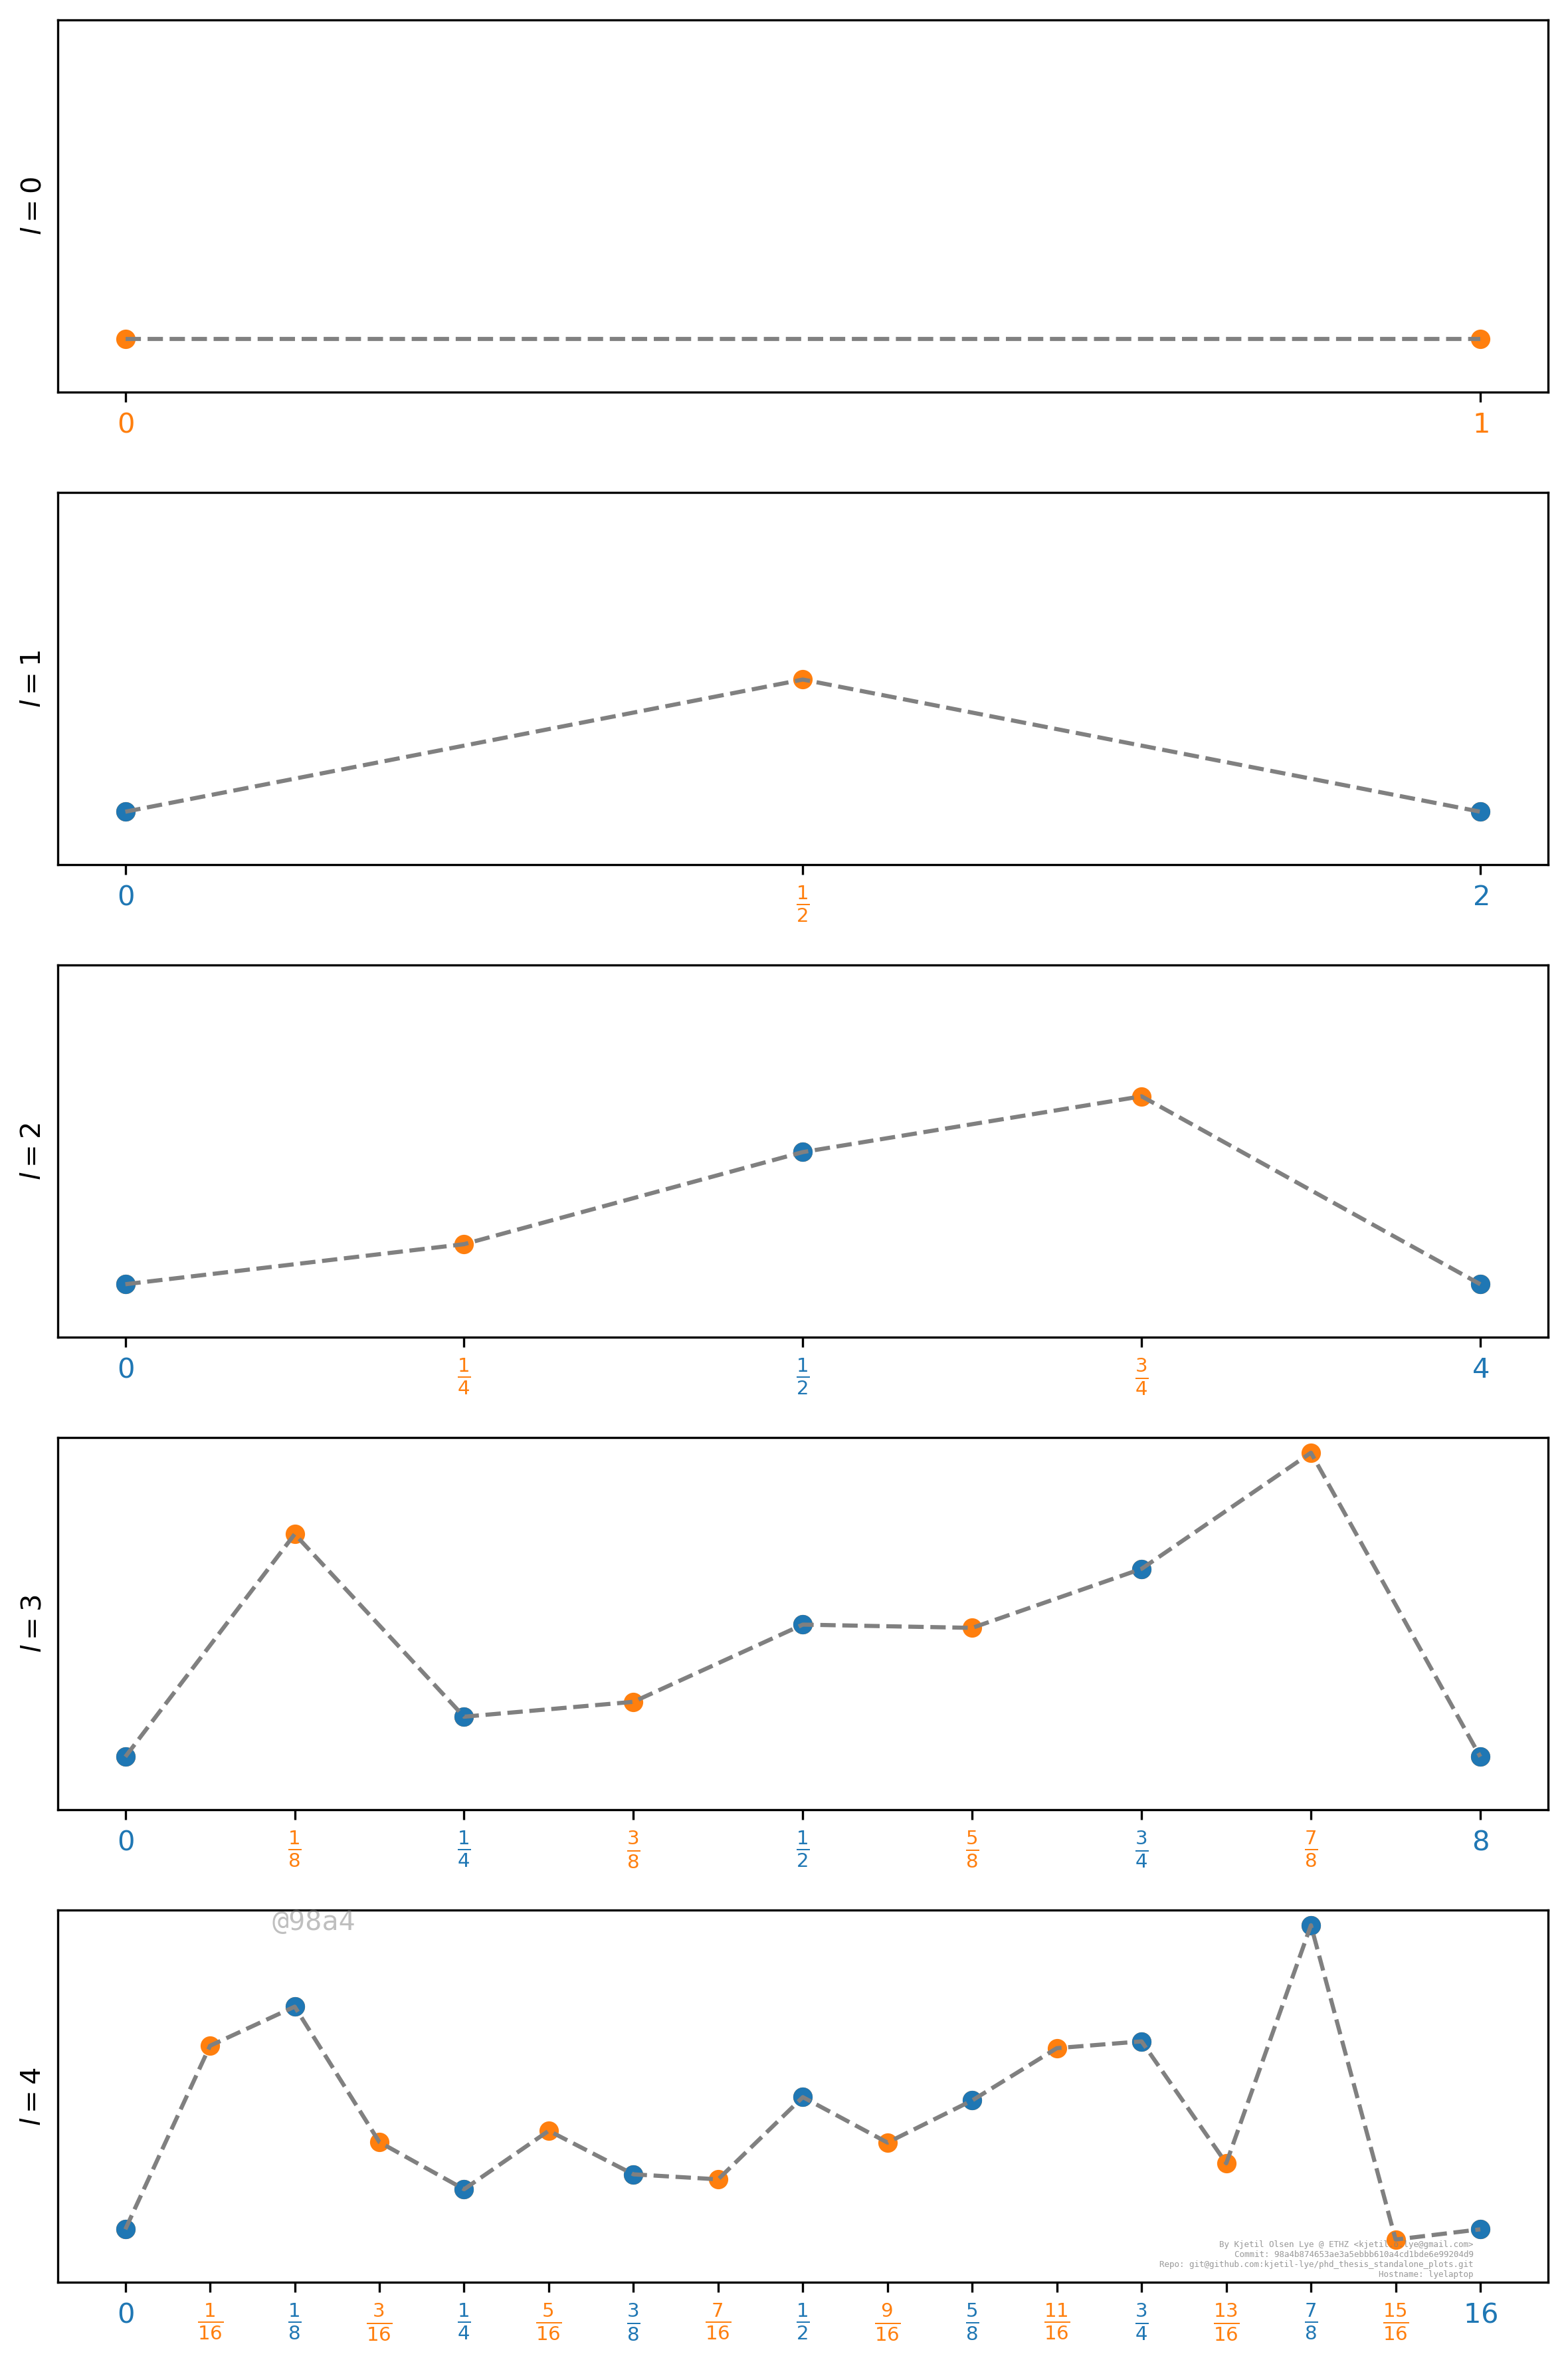 l = 0
0 1
l = 1
0 1/2 2
l = 2
0 1/4 1/2 3/4 4
l = 3
0 1/8 1/4 3/8 1/2 5/8 3/4 7/8 8
@98a4
l = 4
By Kjetil Olsen Lye @ ETHZ
Commit: 98a4b874653ae3a5ebbb610a4cd1bde6e99204d9
Repo: git@github.com:kjetil-lye/phd_thesis_standalone_plots.git
Hostname: lyelaptop
0 1/16 1/8 3/16 1/4 5/16 3/8 7/16 1/2 9/16 5/8 11/16 3/4 13/16 7/8 15/16 16